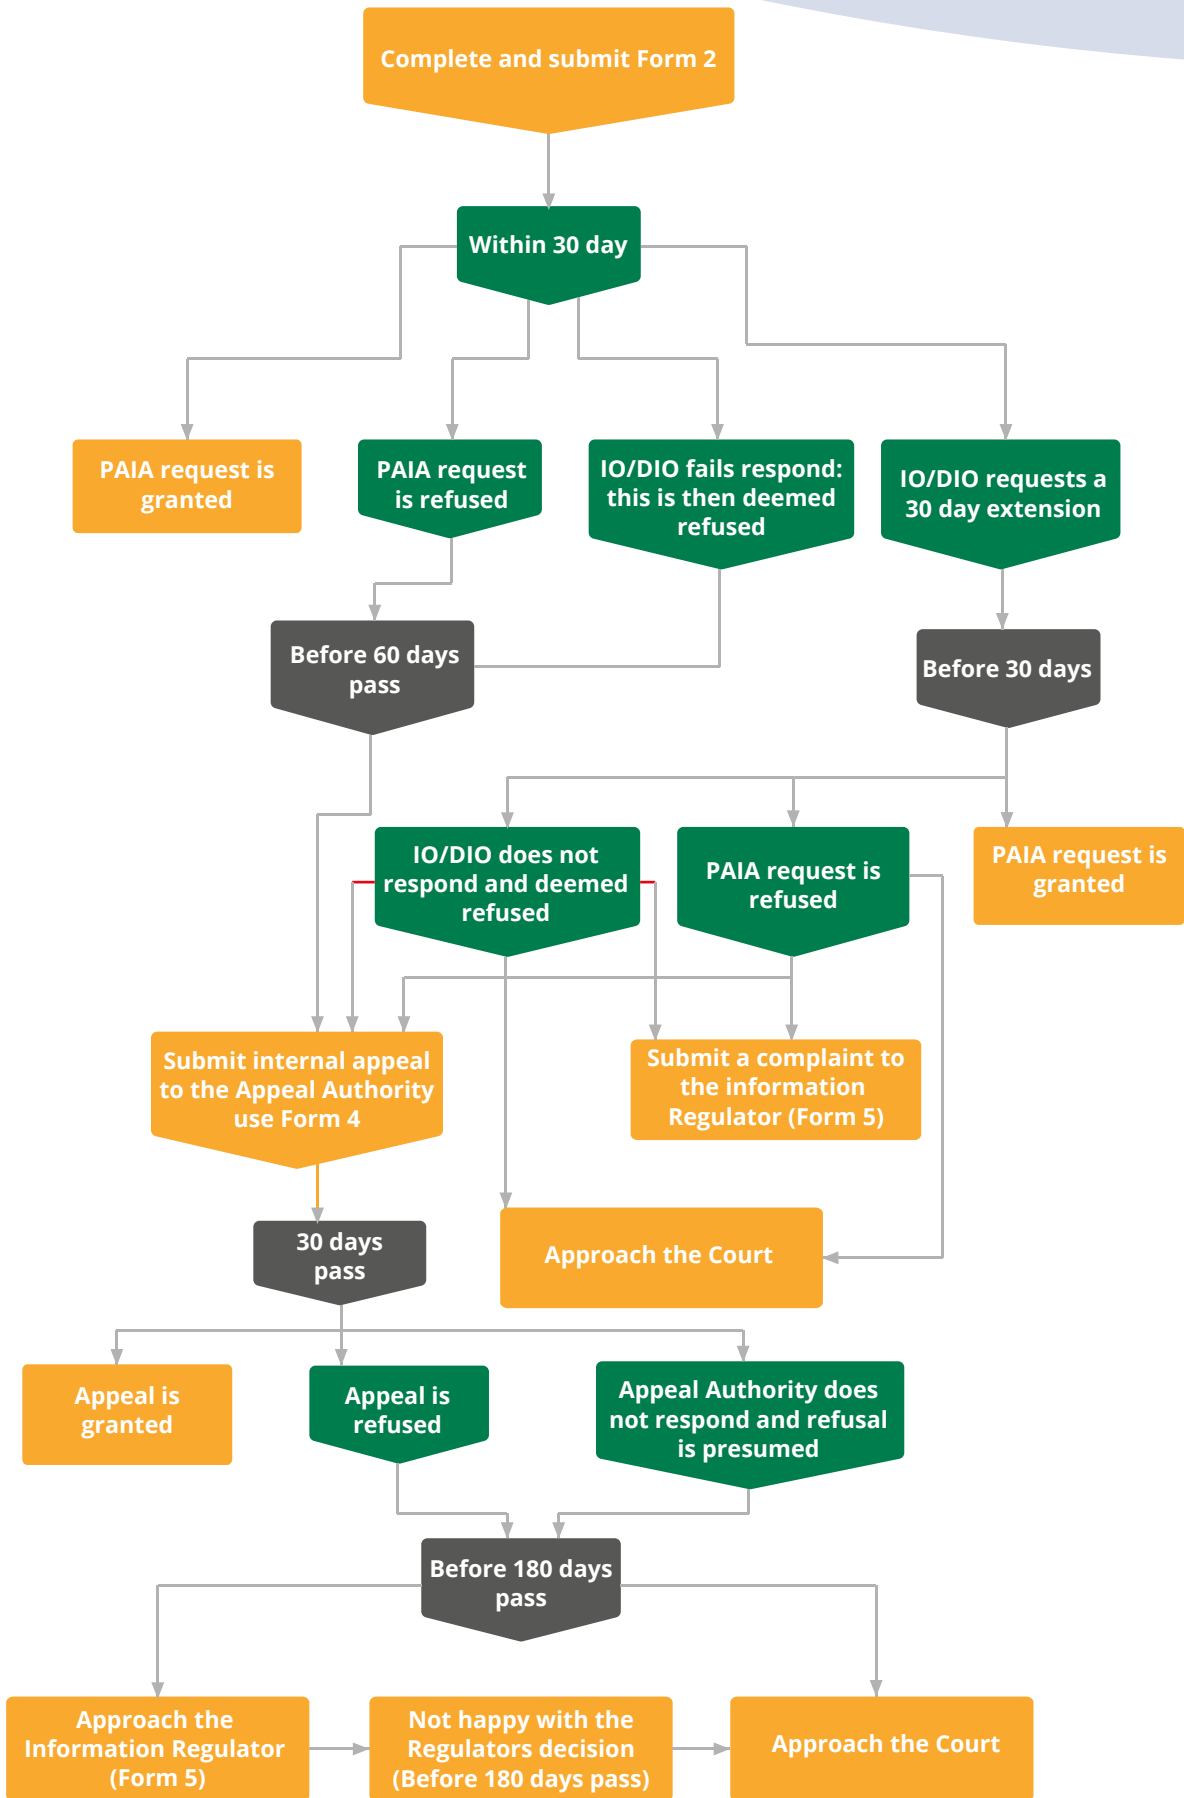 Complete and submit Form 2
Within 30 day
PAIA request is
granted
PAIA request
is refused
IO/DIO fails respond:
this is then deemed
refused
IO/DIO requests a
30 day extension
Before 60 days
pass
Before 30 days
IO/DIO does not
respond and deemed
refused
PAIA request is
refused
PAIA request is
granted
Submit internal appeal
to the Appeal Authority
use Form 4
Submit a complaint to
the information
Regulator (Form 5)
30 days
pass
Approach the Court
Appeal is
granted
Appeal is
refused
Appeal Authority does
not respond and refusal
is presumed
Before 180 days
pass
Approach the
Information Regulator
(Form 5)
Not happy with the
Regulators decision
(Before 180 days pass)
Approach the Court